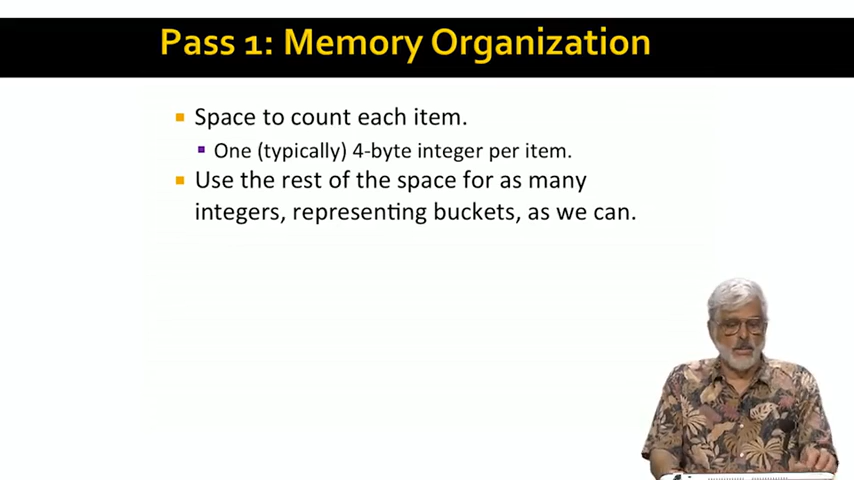 Pass 1: Memory Organization
Space to count each item.
One (typically) 4-byte integer per item.
Use the rest of the space for as many
integers, representing buckets, as we can.